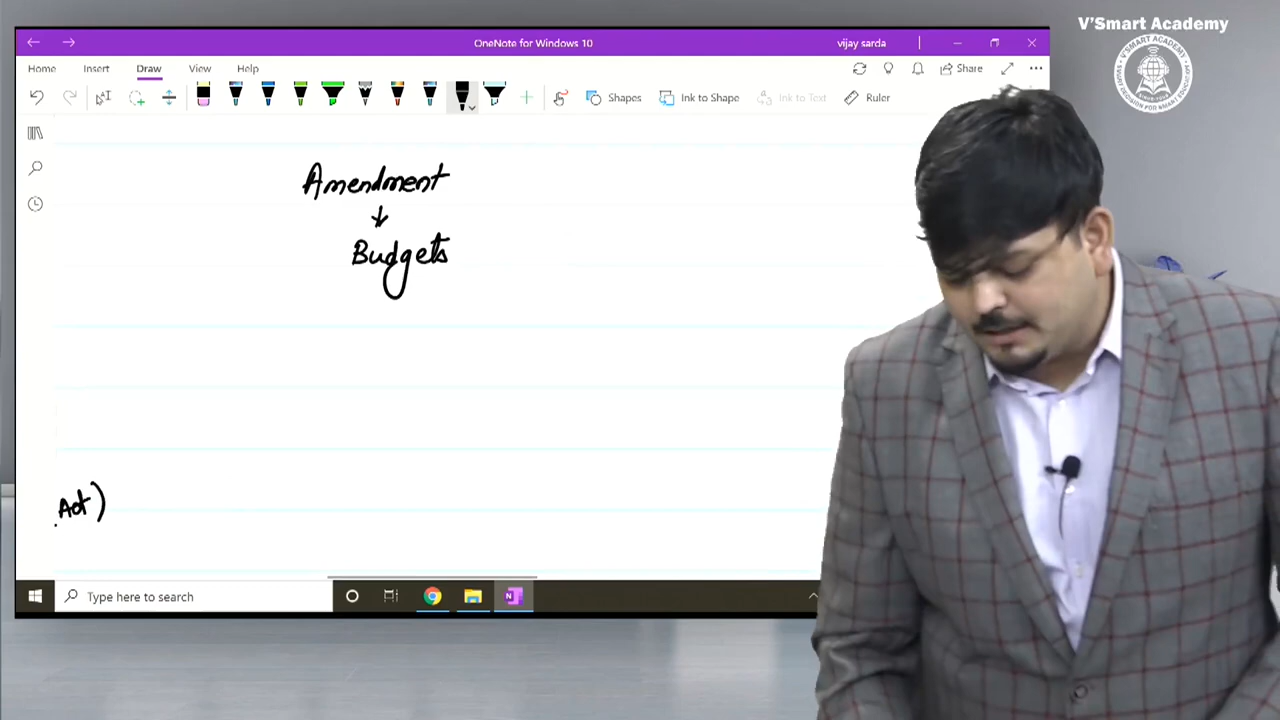 V'Smart Academy
OneNote for Windows 10
vijay sarda
Home Insert Draw View Help
Share
Shapes Ink to Shape Ink to Text Ruler
Amendment
Budgets
Act)
Type here to search